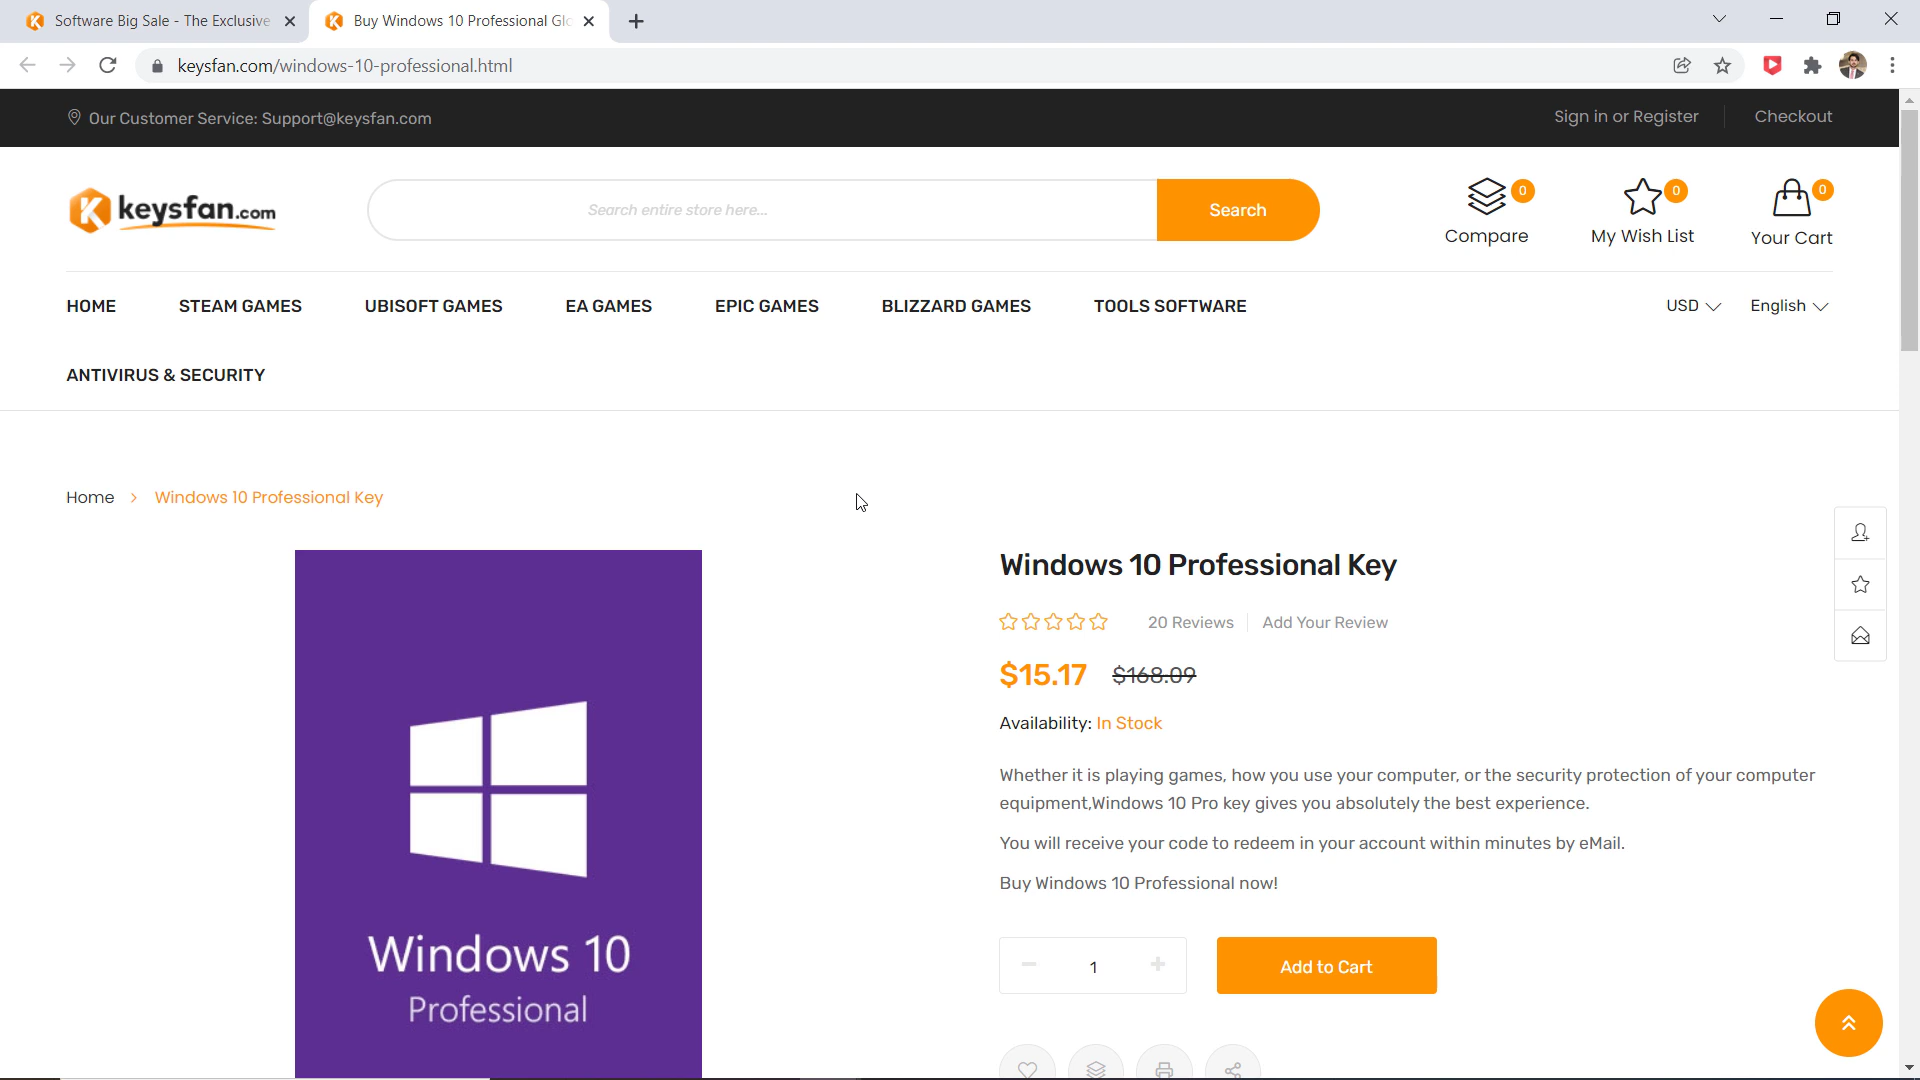 Software Big Sale - The Exclusive
Buy Windows 10 Professional Glo
keysfan.com/windows-10-professional.html
Our Customer Service: Support@keysfan.com
Sign in or Register
Checkout
keysfan.com
Search entire store here...
Search
0
Compare
0
My Wish List
0
Your Cart
HOME
STEAM GAMES
UBISOFT GAMES
EA GAMES
EPIC GAMES
BLIZZARD GAMES
TOOLS SOFTWARE
USD
English
ANTIVIRUS & SECURITY
Home > Windows 10 Professional Key
Windows 10
Professional
Windows 10 Professional Key
20 Reviews
Add Your Review
$15.17 $168.09
Availability: In Stock
Whether it is playing games, how you use your computer, or the security protection of your computer
equipment,Windows 10 Pro key gives you absolutely the best experience.
You will receive your code to redeem in your account within minutes by eMail.
Buy Windows 10 Professional now!
1
Add to Cart